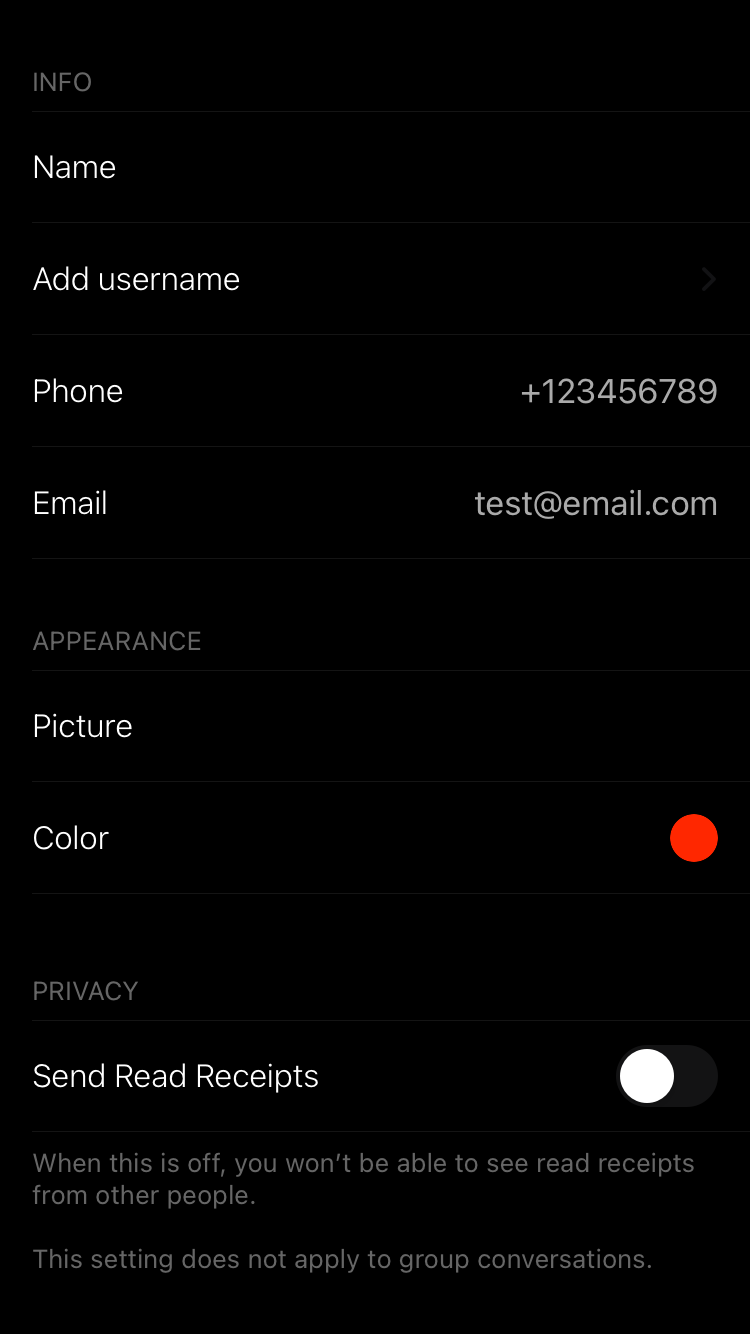 INFO
Name
Add username
Phone +123456789
Email test@email.com
APPEARANCE
Picture
Color
PRIVACY
Send Read Receipts
When this is off, you won’t be able to see read receipts
from other people.
This setting does not apply to group conversations.